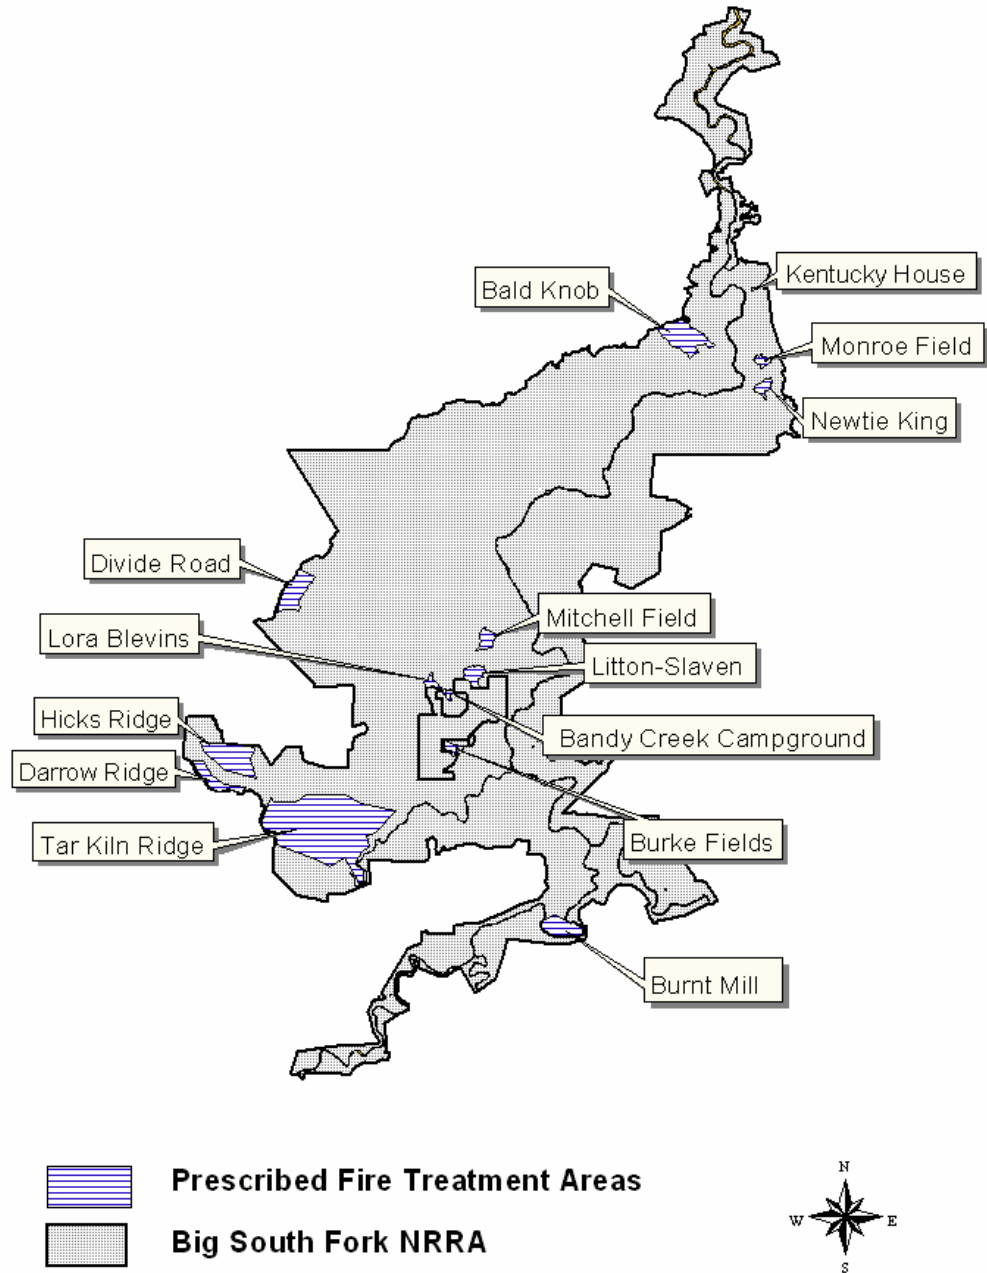 Kentucky House
Bald Knob
Monroe Field
Newtie King
Divide Road
Mitchell Field
Lora Blevins
Litton-Slaven
Hicks Ridge
Bandy Creek Campground
Darrow Ridge
Tar Kiln Ridge
Burke Fields
Burnt Mill
Prescribed Fire Treatment Areas
Big South Fork NRRA
N
W E
S